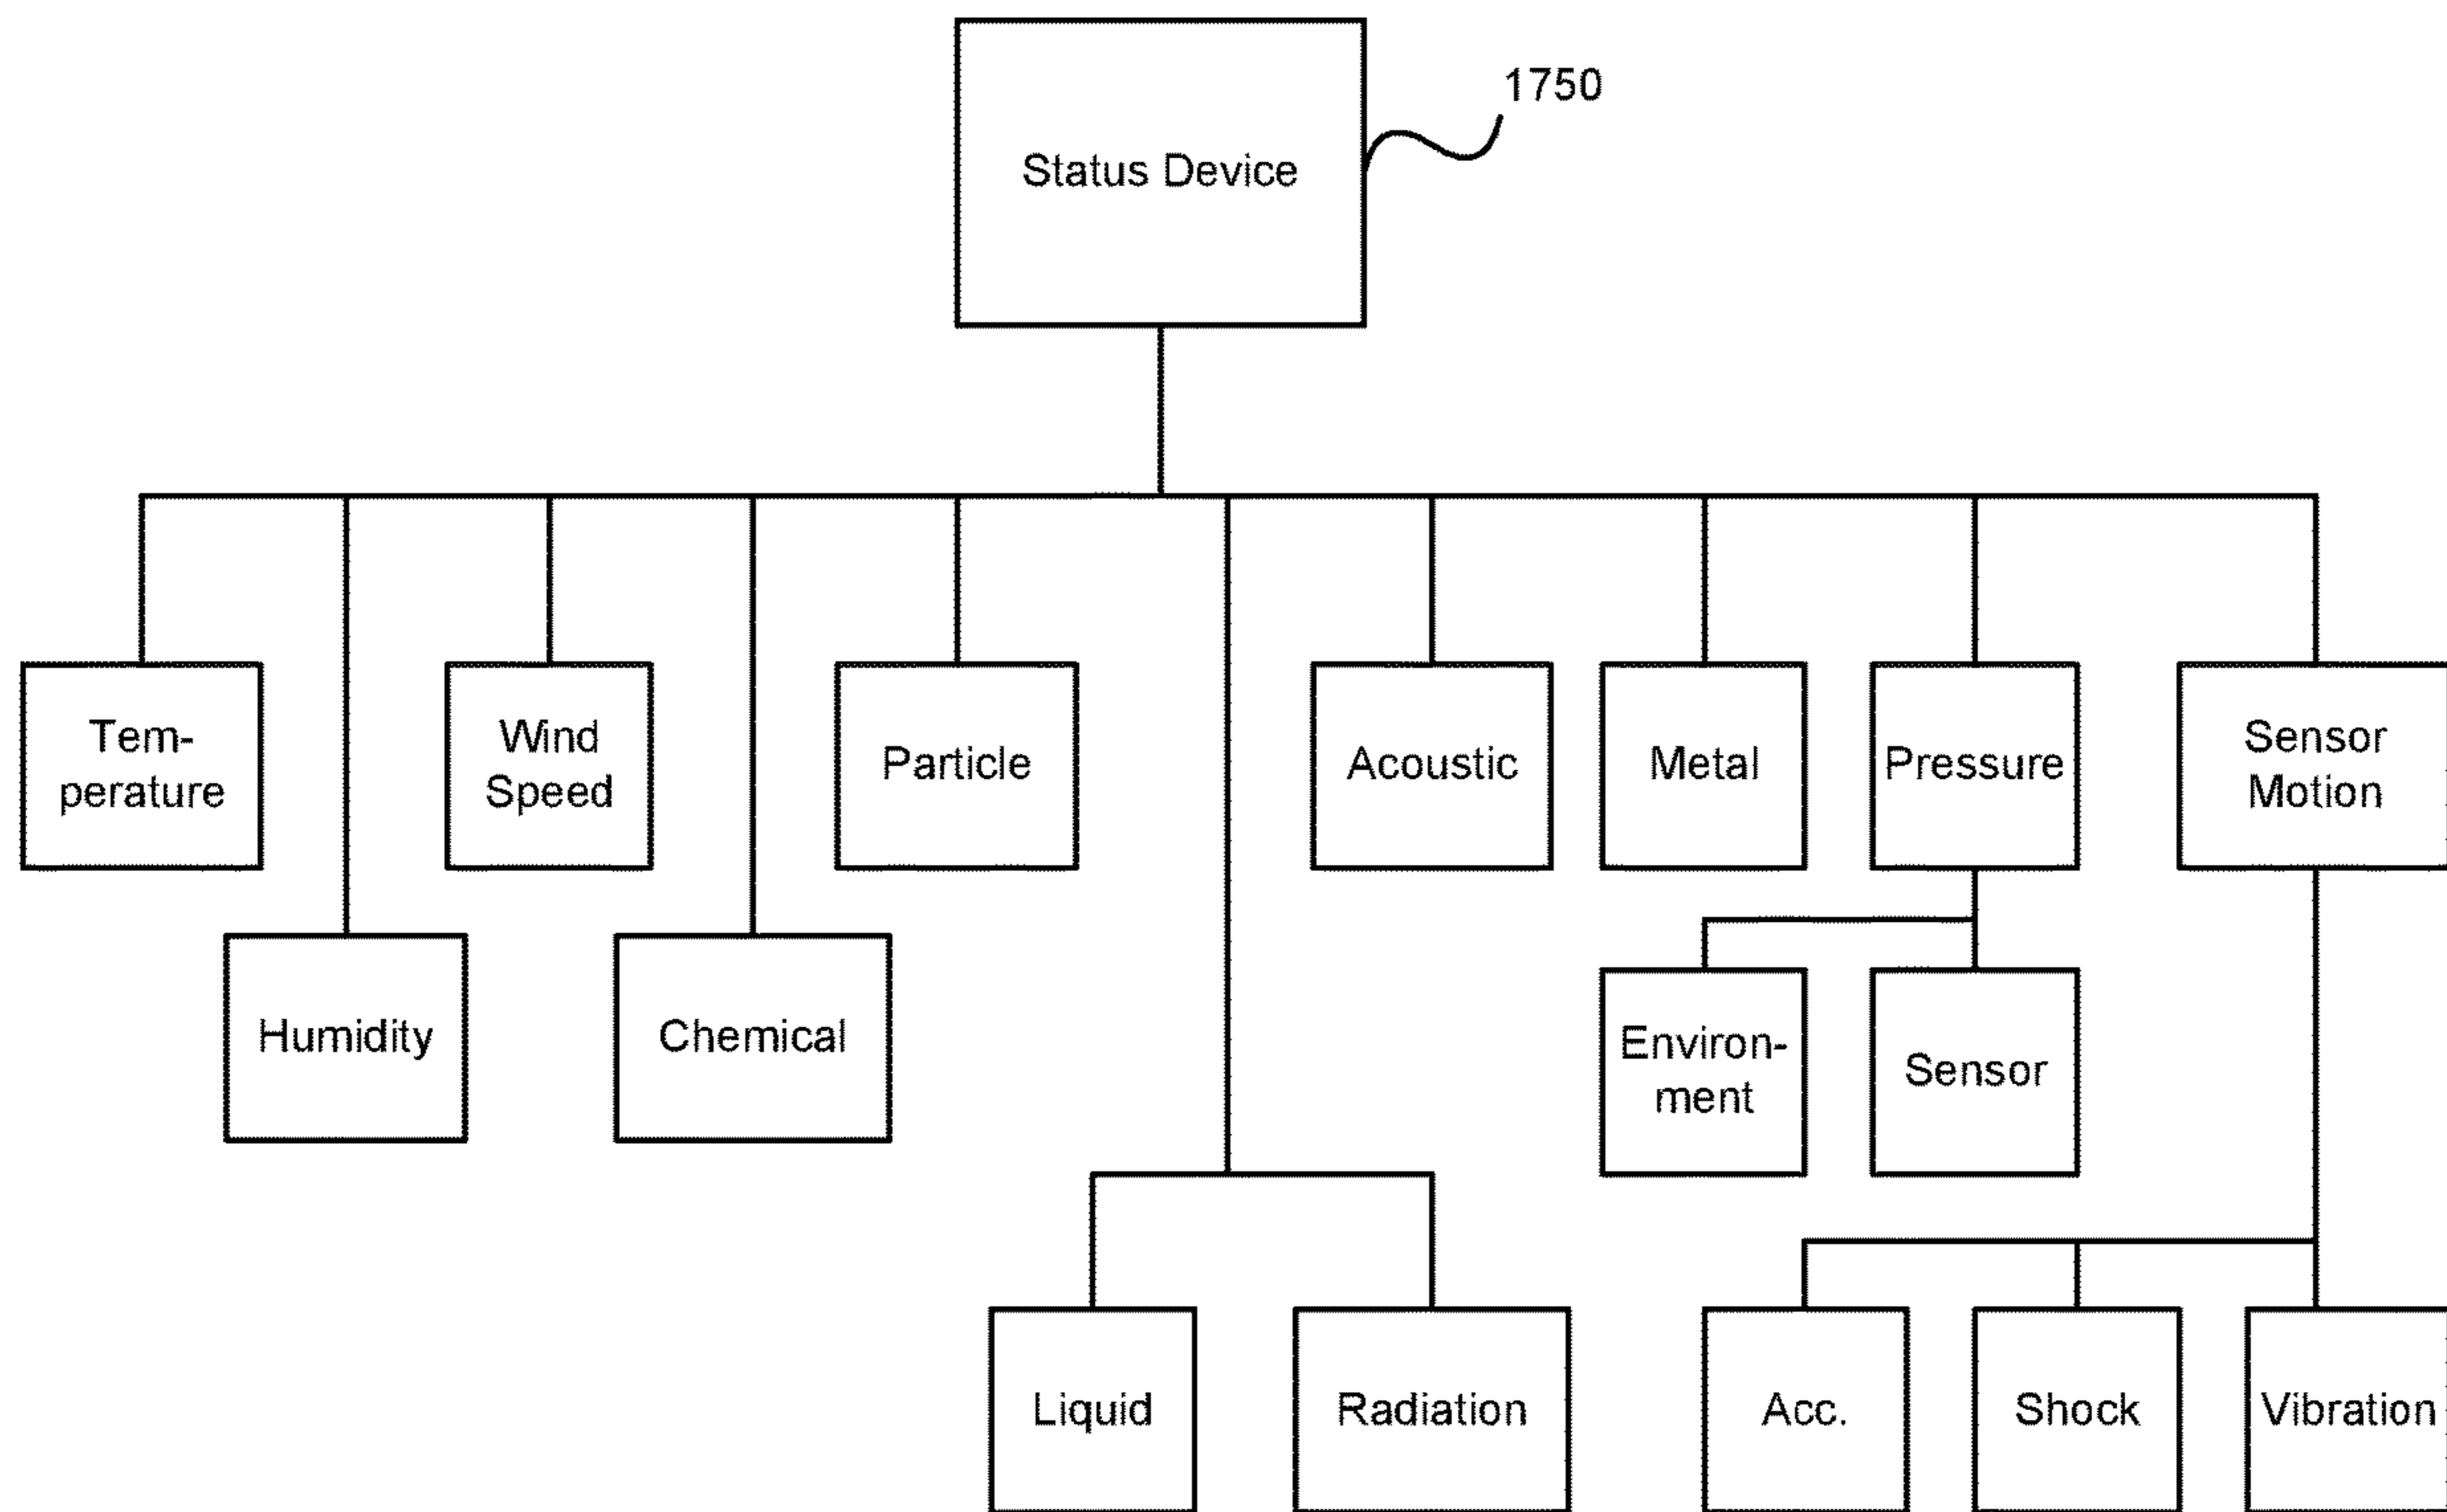 1750
Status Device
Tem-
perature
Wind
Speed
Particle
Acoustic
Metal
Pressure
Sensor
Motion
Humidity
Chemical
Environ-
ment
Sensor
Liquid
Radiation
Acc.
Shock
Vibration